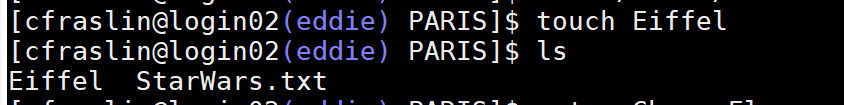 [cfraslin@login02(eddie) PARIS]$ touch Eiffel
[cfraslin@login02(eddie) PARIS]$ ls
Eiffel  StarWars.txt